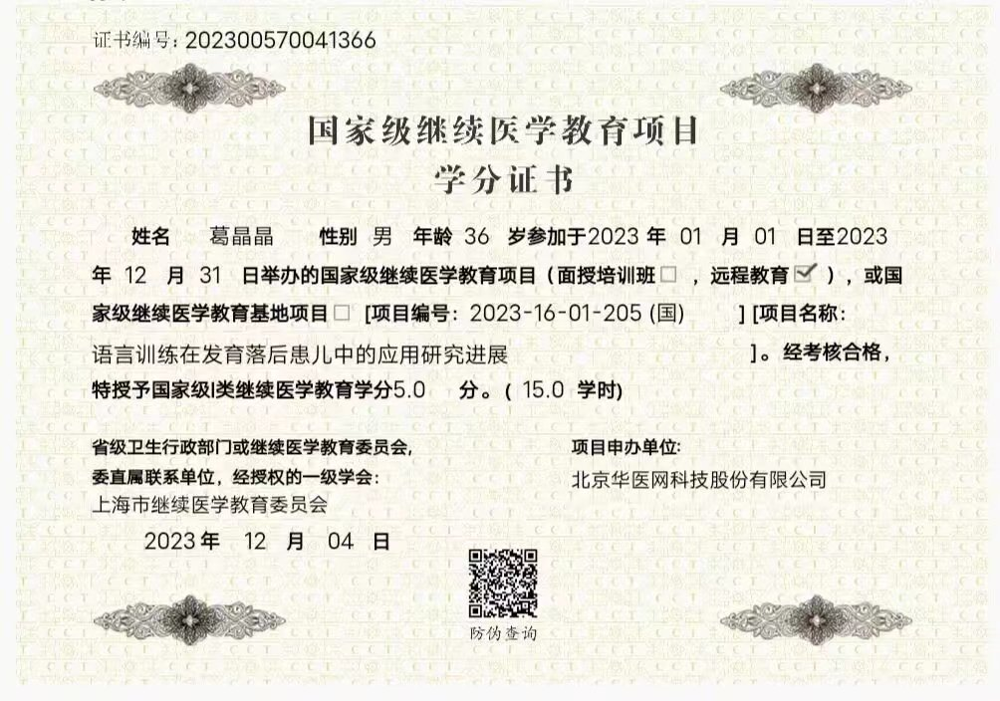 证书编号: 202300570041366
国家级继续医学教育项目
学分证书
姓名 葛晶晶 性别 男 年龄 36 岁参加于2023 年 01 月 01 日至2023
年 12 月 31 日举办的国家级继续医学教育项目（面授培训班□，远程教育☑），或国
家级继续医学教育基地项目□ [项目编号: 2023-16-01-205 (国) ] [项目名称:
语言训练在发育落后患儿中的应用研究进展 ]。经考核合格，
特授予国家级I类继续医学教育学分5.0 分。( 15.0 学时)
省级卫生行政部门或继续医学教育委员会, 项目申办单位:
委直属联系单位，经授权的一级学会: 北京华医网科技股份有限公司
上海市继续医学教育委员会
2023 年 12 月 04 日
防伪查询